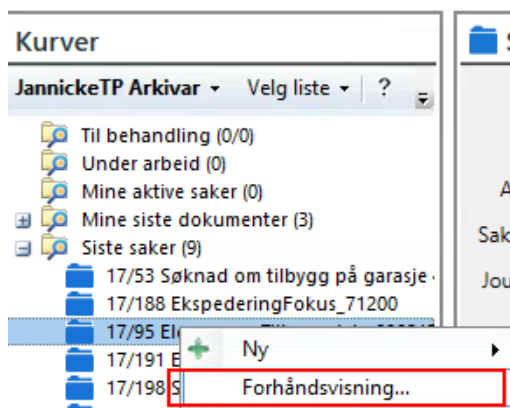 Kurver
JannickeTP Arkivar Velg liste ?
Til behandling (0/0)
Under arbeid (0)
Mine aktive saker (0)
Mine siste dokumenter (3)
Siste saker (9)
17/53 Søknad om tilbygg på garasje
17/188 EkspederingFokus_71200
17/95
17/191 E
17/198 S
Ny
Forhåndsvisning...
S
A
Sak
Jou